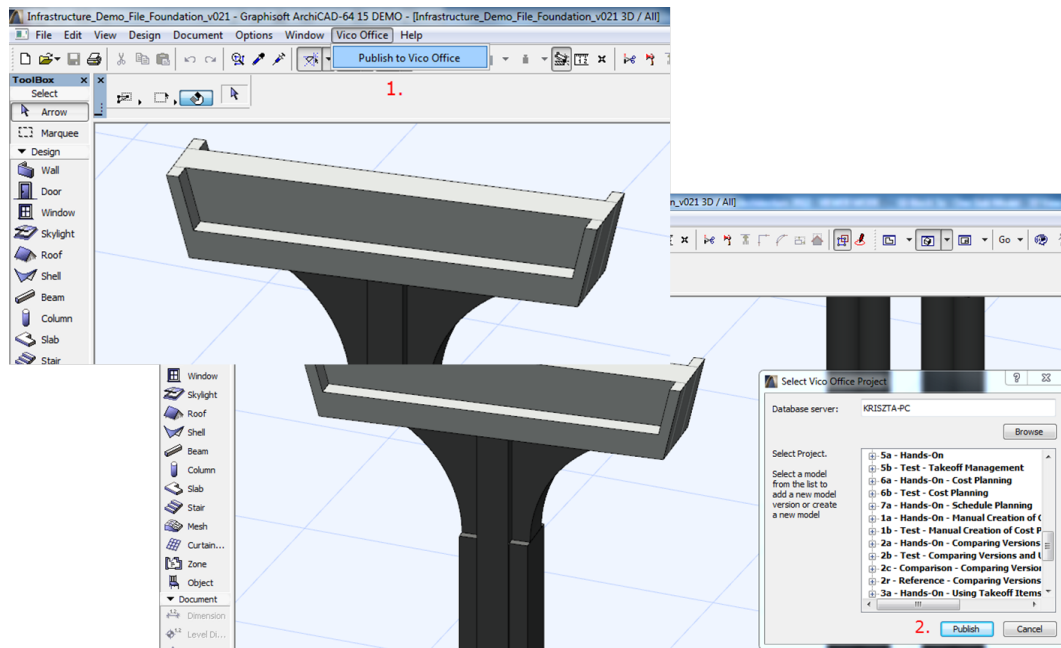 Infrastructure_Demo_File_Foundation_v021 - Graphisoft ArchiCAD-64 15 DEMO - [Infrastructure_Demo_File_Foundation_v021 3D / All]
File Edit View Design Document Options Window Vico Office Help
Publish to Vico Office
1.
ToolBox
Select
Arrow
Marquee
Design
Wall
Door
Window
Skylight
Roof
Shell
Beam
Column
Slab
Stair
n_v021 3D / All]
Go
Window
Skylight
Roof
Shell
Beam
Column
Slab
Stair
Mesh
Curtain...
Zone
Object
Document
Dimension
Level Di...
Select Vico Office Project
Database server: KRISZTA-PC
Browse
Select Project.
Select a model
from the list to
add a new model
version or create
a new model
5a - Hands-On
5b - Test - Takeoff Management
6a - Hands-On - Cost Planning
6b - Test - Cost Planning
7a - Hands-On - Schedule Planning
1a - Hands-On - Manual Creation of
1b - Test - Manual Creation of Cost P
2a - Hands-On - Comparing Versions
2b - Test - Comparing Versions and
2c - Comparison - Comparing Version
2r - Reference - Comparing Versions
3a - Hands-On - Using Takeoff Items
2.
Publish
Cancel